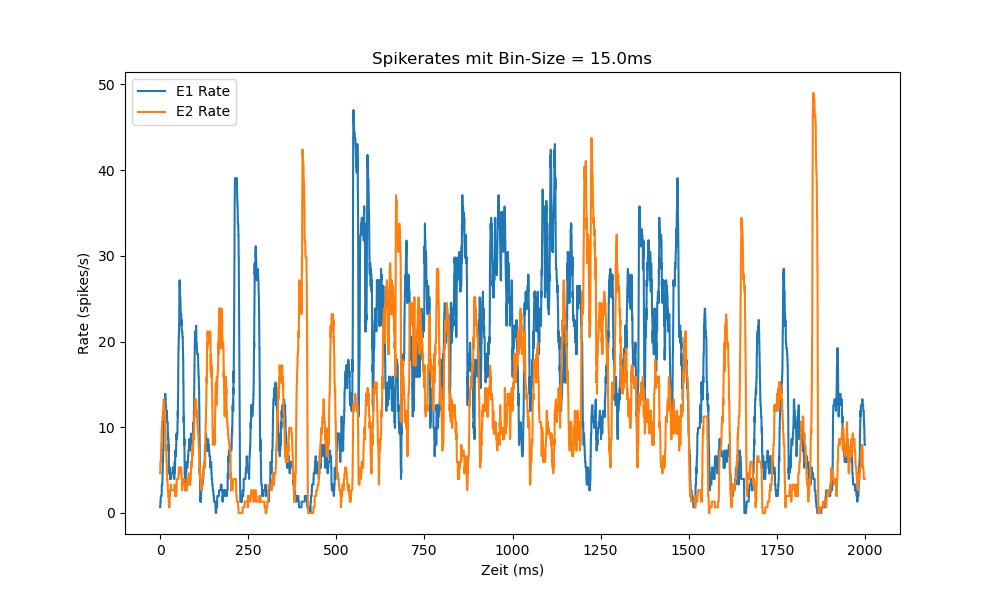 Spikerates mit Bin-Size = 15.0ms
E1 Rate
E2 Rate
50
40
30
20
10
0
Rate (spikes/s)
0 250 500 750 1000 1250 1500 1750 2000
Zeit (ms)